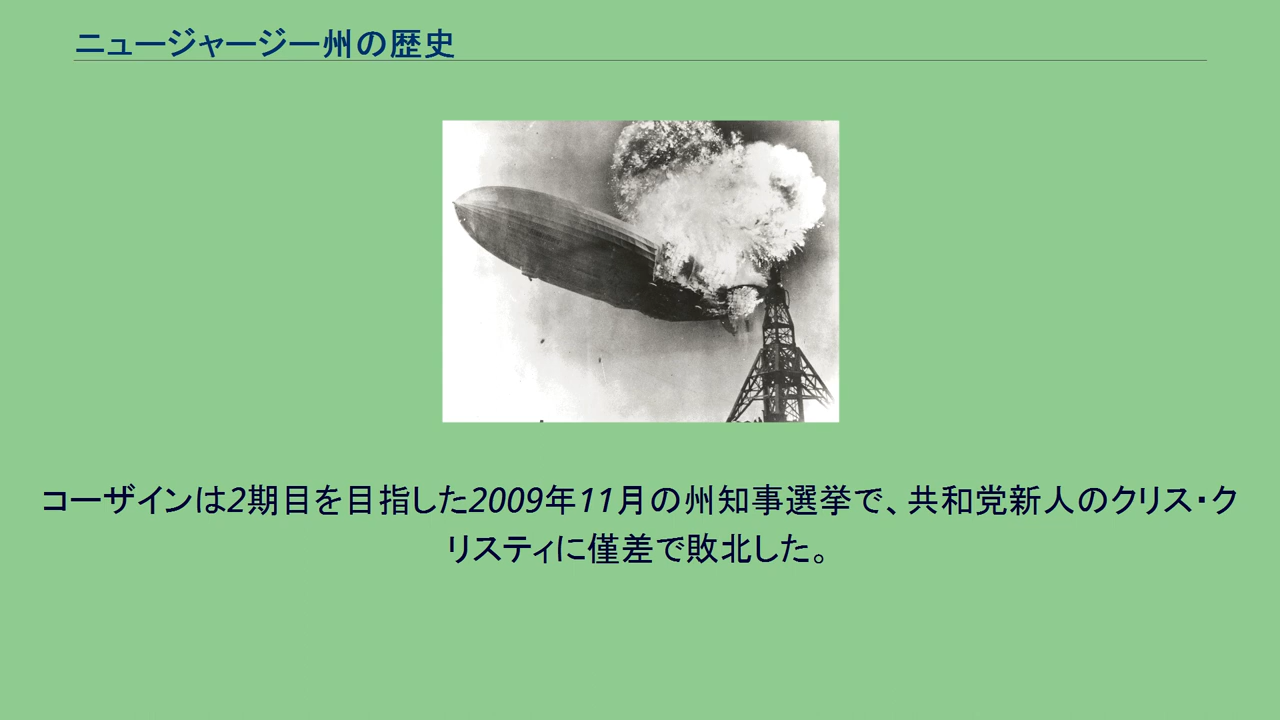 ニュージャージー州の歴史
コーザインは2期目を目指した2009年11月の州知事選挙で、共和党新人のクリス・ク
リスティに僅差で敗北した。